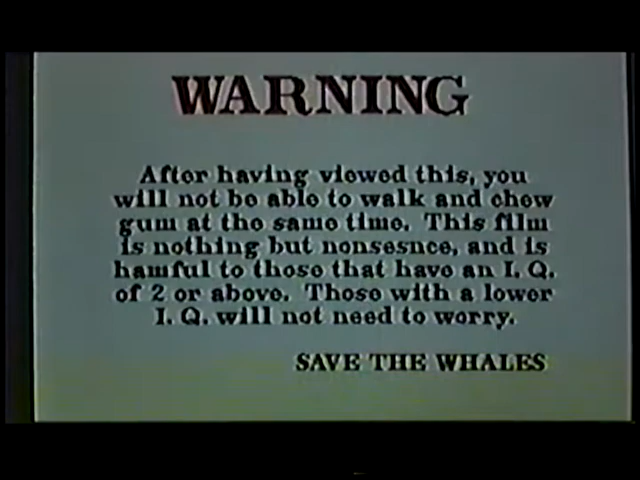 WARNING
After having viewed this, you
will not be able to walk and chew
gum at the same time. This film
is nothing but nonsesnce, and is
hamful to those that have an I. Q.
of 2 or above. Those with a lower
I. Q. will not need to worry.
SAVE THE WHALES